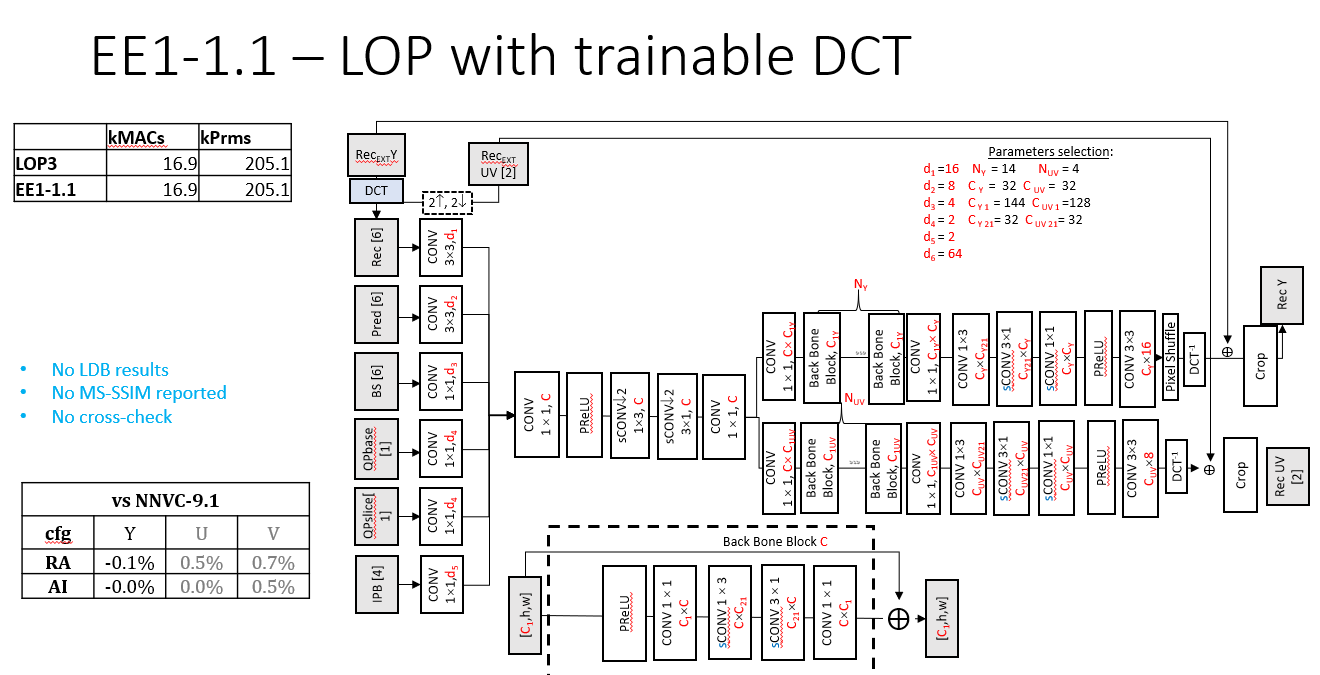 EE1-1.1 – LOP with trainable DCT
kMACs kPrms
LOP3 16.9 205.1
EE1-1.1 16.9 205.1
• No LDB results
• No MS-SSIM reported
• No cross-check
vs NNVC-9.1
cfg Y U V
RA -0.1% 0.5% 0.7%
AI -0.0% 0.0% 0.5%
RecEXTY
DCT
RecEXT
UV [2]
2↑, 2↓
Rec [6]
CONV
3×3,d1
Pred [6]
CONV
3×3,d2
BS [6]
CONV
1×1,d3
QPbase
[1]
CONV
1×1,d4
QPslice[
1]
CONV
1×1,d4
IPB [4]
CONV
1×1,d5
CONV
1×1, C
PReLU
sCONV↓2
1×3, C
sCONV↓2
3×1, C
CONV
1×1, C
Parameters selection:
d1 =16 NY = 14 NUV = 4
d2 = 8 CY = 32 CUV = 32
d3 = 4 CY1 = 144 CUV1 =128
d4 = 2 CY21= 32 CUV21= 32
d5 = 2
d6 = 64
NY
CONV
1×1, C× C1Y
Back Bone
Block, C1Y
Back Bone
Block, C1Y
CONV
1×1, C1Y× CY
CONV 1×3
CY×CY21
sCONV 3×1
CY21×CY
sCONV 1×1
CY×CY
PReLU
CONV 3×3
CY×16
Pixel Shuffle
DCT-1
Crop
Rec Y
NUV
CONV
1×1, C× C1UV
Back Bone
Block, C1UV
Back Bone
Block, C1UV
CONV
1×1, C1UV× CUV
CONV 1×3
CUV×CUV21
sCONV 3×1
CUV21×CUV
sCONV 1×1
CUV×CUV
PReLU
CONV 3×3
CUV×8
DCT-1
Crop
Rec UV
[2]
Back Bone Block C
[C1,h,w]
PReLU
CONV 1×1
C1×C
sCONV 1×3
C×C21
sCONV 3×1
C21×C
CONV 1×1
C×C1
[C1,h,w]